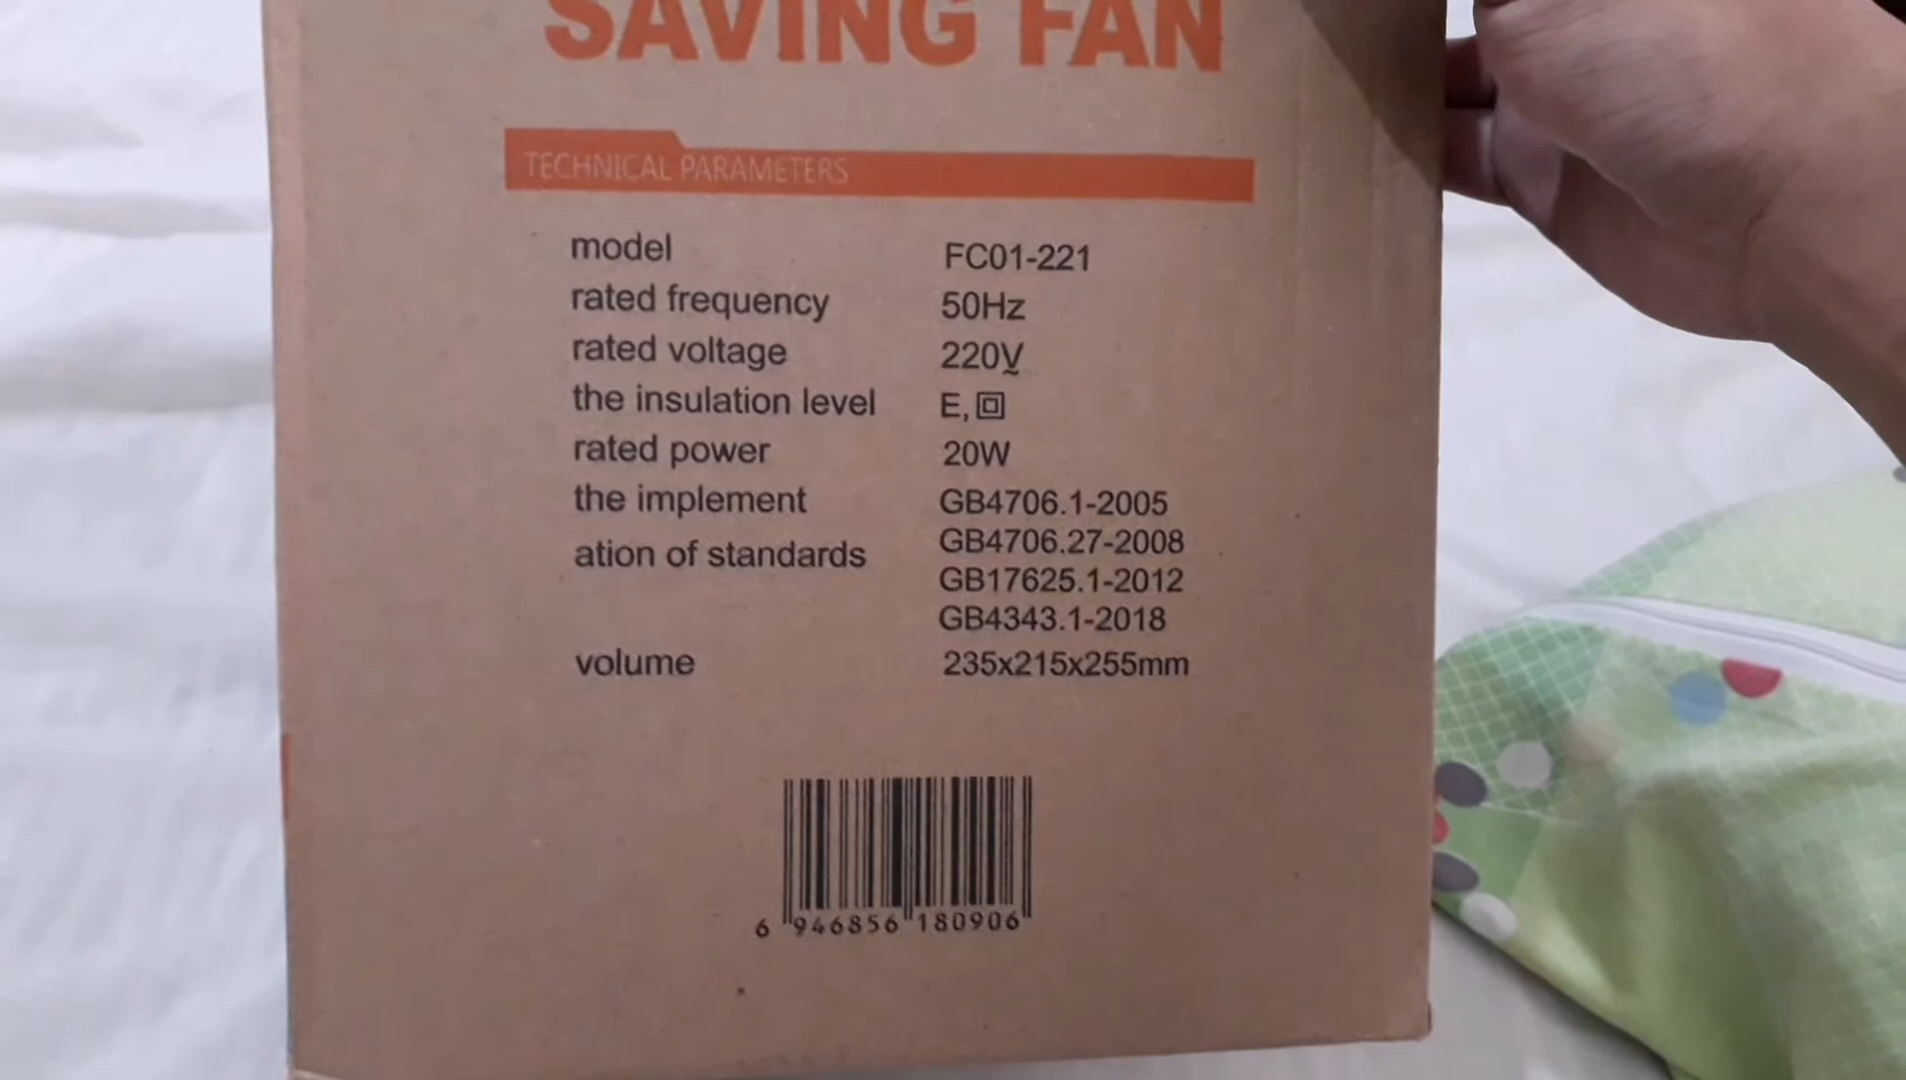 SAVING FAN
TECHNICAL PARAMETERS
model FC01-221
rated frequency 50Hz
rated voltage 220V~
the insulation level E,
rated power 20W
the implement GB4706.1-2005
ation of standards GB4706.27-2008
GB17625.1-2012
GB4343.1-2018
volume 235x215x255mm
6 946856 180906